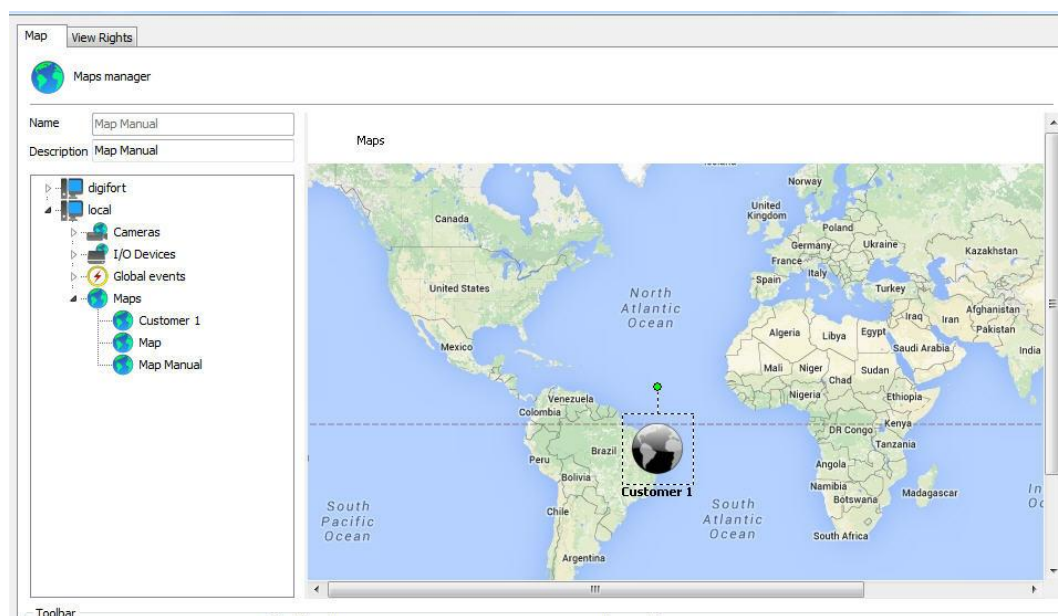 Map
View Rights
Maps manager
Name
Map Manual
Description
Map Manual
digifort
local
Cameras
I/O Devices
Global events
Maps
Customer 1
Map
Map Manual
Maps
Norway
United
Kingdom
Poland
Canada
Germany
Ukraine
Kazakhstan
France
Italy
Spain
Turkey
United States
North
Atlantic
Ocean
Iraq
Iran
Afghanistan
Pakistan
Algeria
Libya
Egypt
Saudi Arabia
India
Mexico
Mali
Niger
Chad
Sudan
Nigeria
Ethiopia
Venezuela
Colombia
DR Congo
Kenya
Tanzania
Brazil
Peru
Bolivia
Angola
Namibia
Botswana
Madagascar
Customer 1
South
Pacific
Ocean
Chile
South
Atlantic
Ocean
South Africa
Argentina
Toolbar